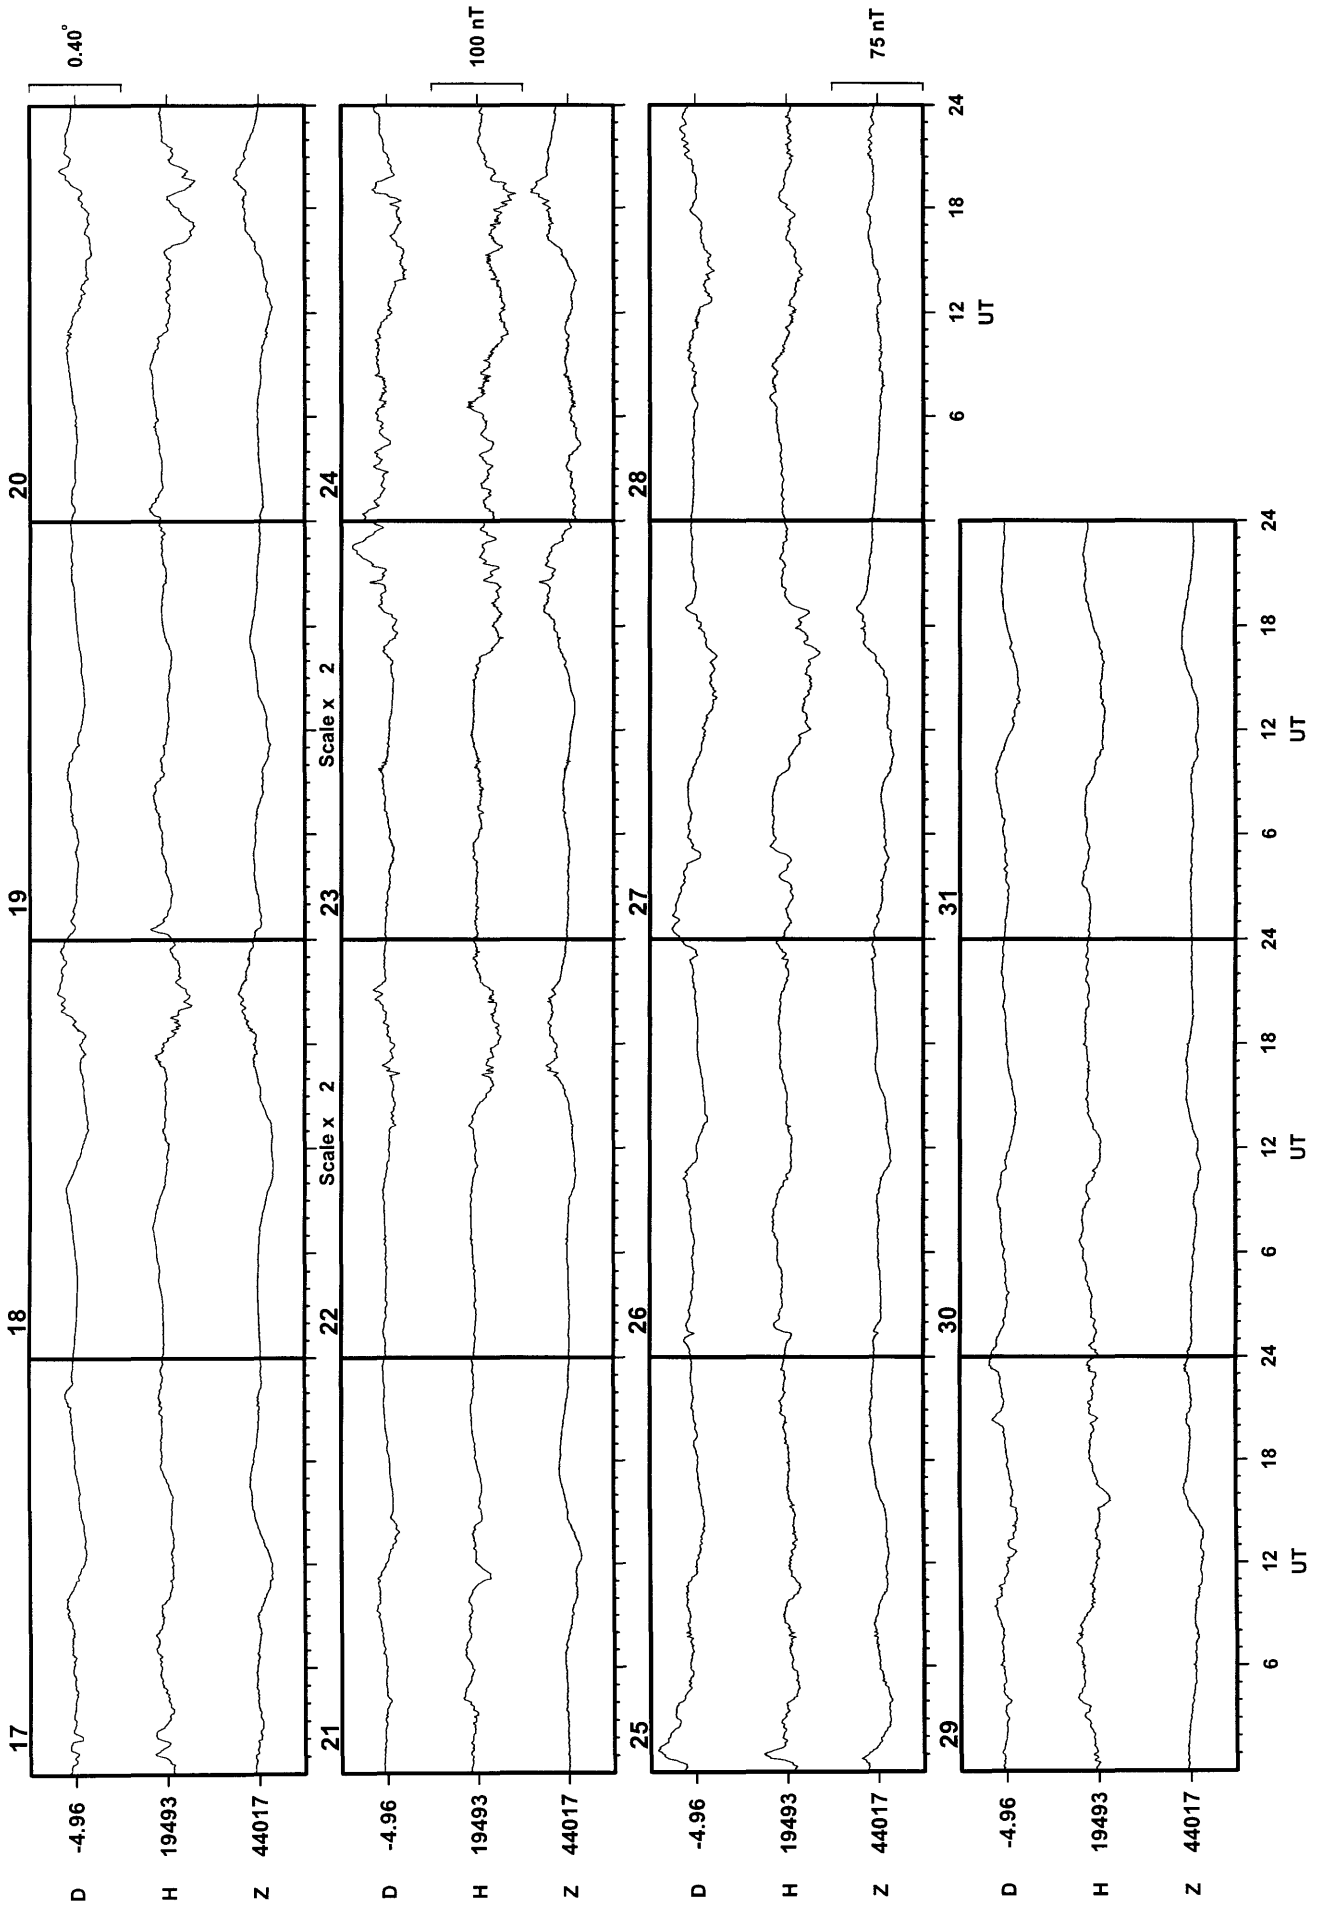 17
18
19
20
D -4.96
H 19493
Z 44017
0.40°
21
22
Scale x 2
23
Scale x 2
24
D -4.96
H 19493
Z 44017
100 nT
25
26
27
28
D -4.96
H 19493
Z 44017
75 nT
6 12 18 24
UT
29
30
31
D -4.96
H 19493
Z 44017
6 12 18 24 6 12 18 24 6 12 18 24
UT UT UT